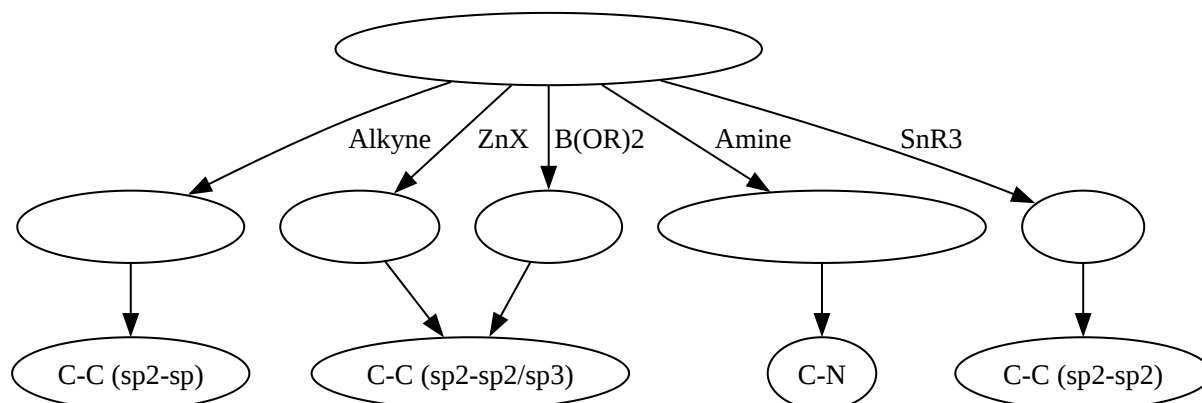 Alkyne
ZnX
B(OR)2
Amine
SnR3
C-C (sp2-sp)
C-C (sp2-sp2/sp3)
C-N
C-C (sp2-sp2)